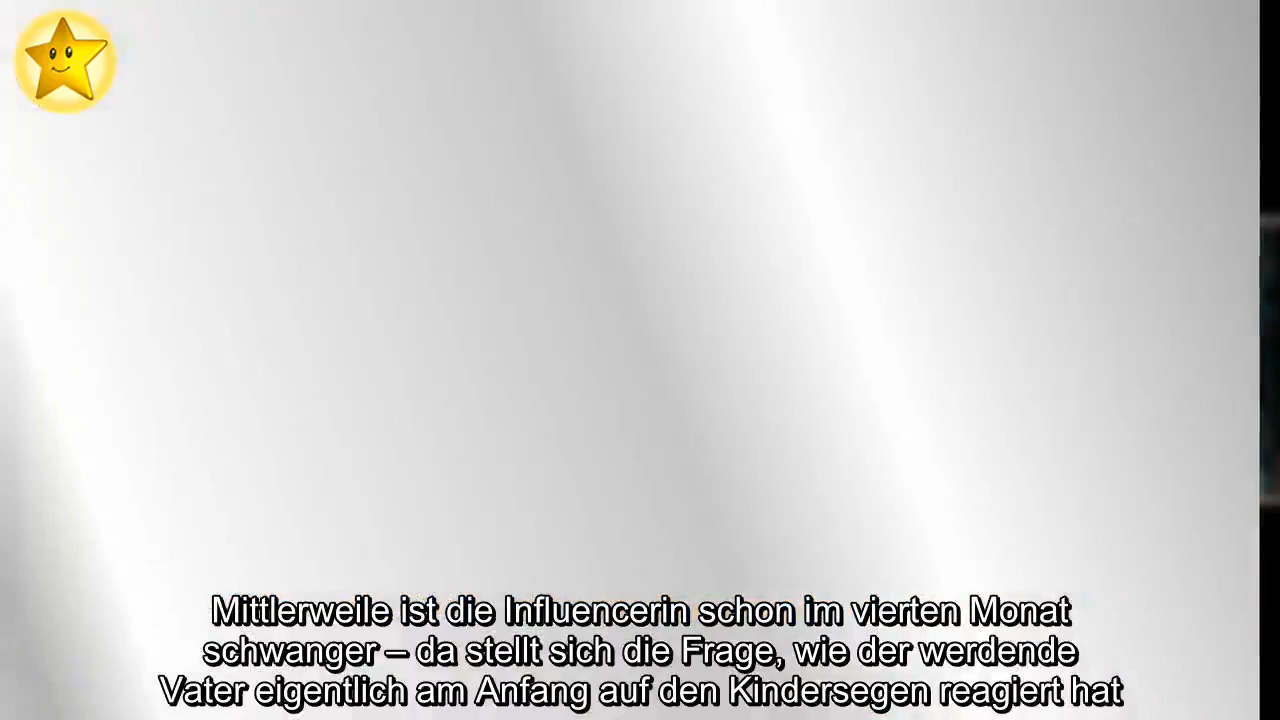 Mittlerweile ist die Influencerin schon im vierten Monat
schwanger – da stellt sich die Frage, wie der werdende
Vater eigentlich am Anfang auf den Kindersegen reagiert hat